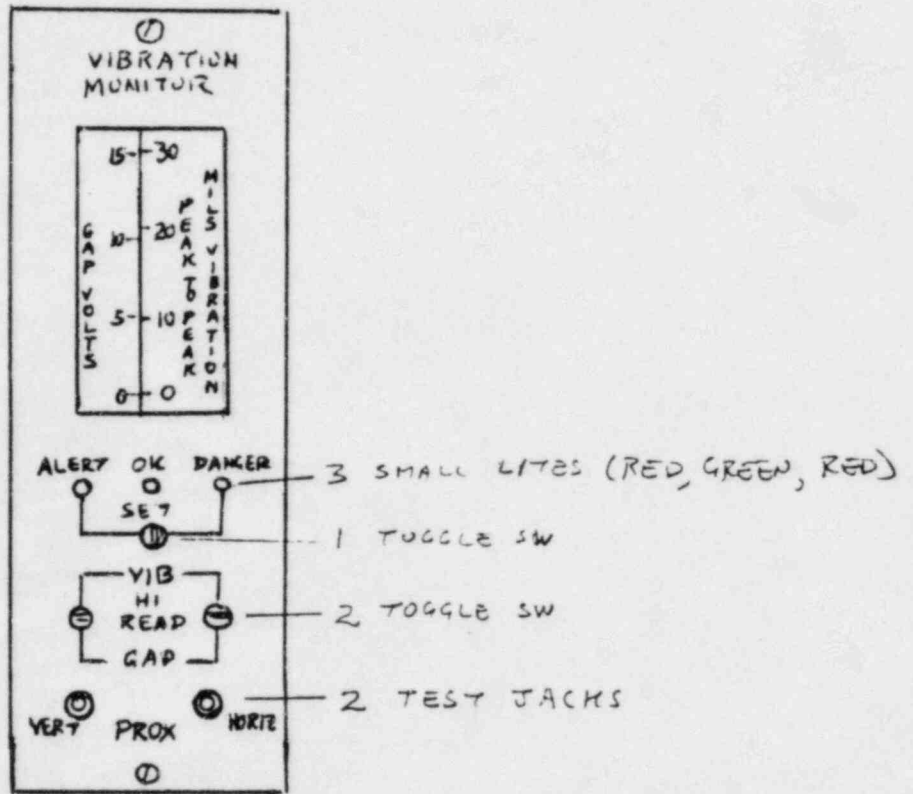 VIBRATION
MONITOR
15 30
10 20
5 10
0 0
GAP VOLTS
PEAK TO PEAK
MILS VIBRATION
ALERT OK DANGER
3 SMALL LITES (RED, GREEN, RED)
SET
1 TOGGLE SW
VIB
HI
READ
2 TOGGLE SW
GAP
2 TEST JACKS
VERT PROX HORIZ